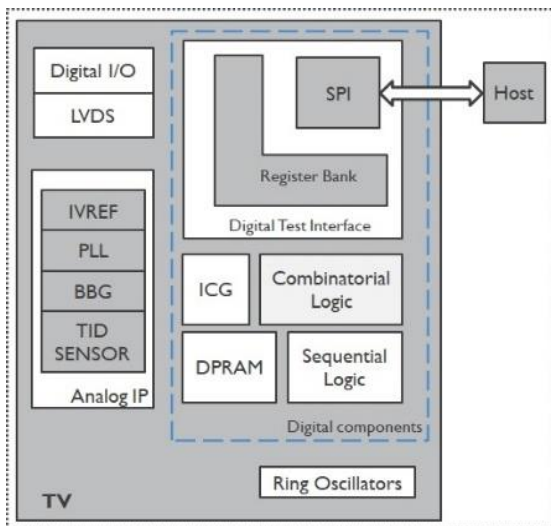 Digital I/O
LVDS
IVREF
PLL
BBG
TID
SENSOR
Analog IP
SPI
Host
Register Bank
Digital Test Interface
ICG
Combinatorial
Logic
DPRAM
Sequential
Logic
Digital components
Ring Oscillators
TV